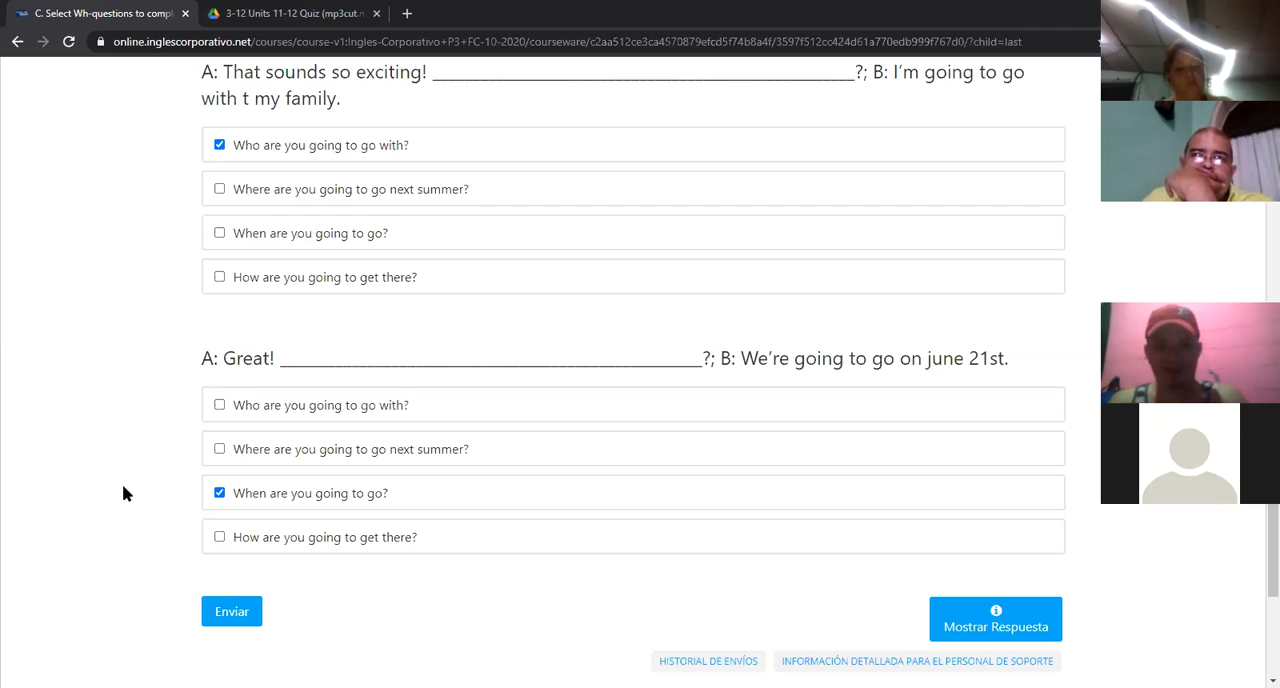 C. Select Wh-questions to compl
3-12 Units 11-12 Quiz (mp3cut.n
online.inglescorporativo.net/courses/course-v1:Ingles-Corporativo+P3+FC-10-2020/courseware/c2aa512ce3ca4570879efcd5f74b8a4f/3597f512cc424d61a770edb999f767d0/?child=last
A: That sounds so exciting! ________________________________________________?; B: I’m going to go
with t my family.
Who are you going to go with?
Where are you going to go next summer?
When are you going to go?
How are you going to get there?
A: Great! ________________________________________________?; B: We’re going to go on june 21st.
Who are you going to go with?
Where are you going to go next summer?
When are you going to go?
How are you going to get there?
Enviar
Mostrar Respuesta
HISTORIAL DE ENVÍOS
INFORMACIÓN DETALLADA PARA EL PERSONAL DE SOPORTE